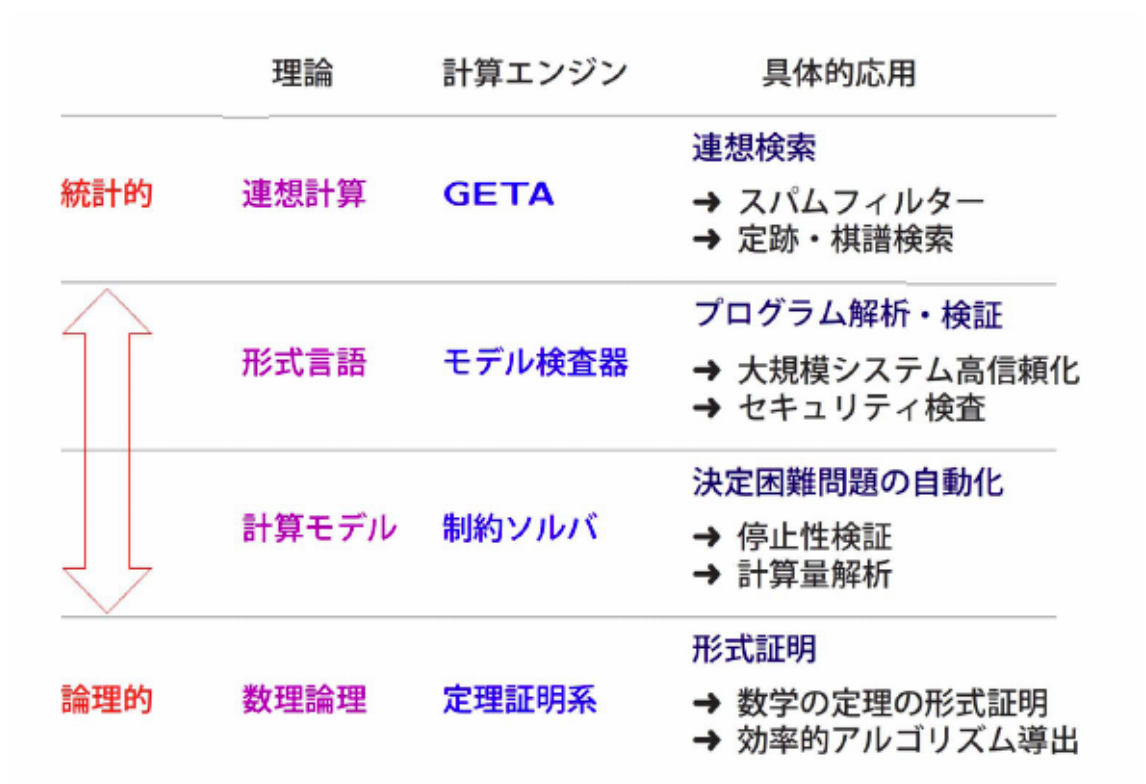 理論 計算エンジン 具体的応用
連想検索
統計的 連想計算 GETA
➜ スパムフィルター
➜ 定跡・棋譜検索
プログラム解析・検証
形式言語 モデル検査器
➜ 大規模システム高信頼化
➜ セキュリティ検査
決定困難問題の自動化
計算モデル 制約ソルバ
➜ 停止性検証
➜ 計算量解析
形式証明
論理的 数理論理 定理証明系
➜ 数学の定理の形式証明
➜ 効率的アルゴリズム導出